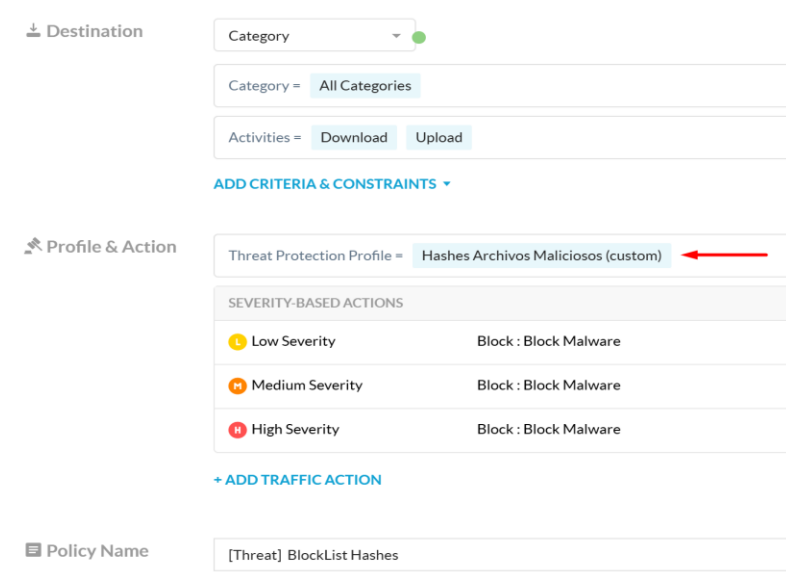 Destination
Category
Category = All Categories
Activities = Download Upload
ADD CRITERIA & CONSTRAINTS
Profile & Action
Threat Protection Profile = Hashes Archivos Maliciosos (custom)
SEVERITY-BASED ACTIONS
L Low Severity Block : Block Malware
M Medium Severity Block : Block Malware
H High Severity Block : Block Malware
+ ADD TRAFFIC ACTION
Policy Name
[Threat] BlockList Hashes